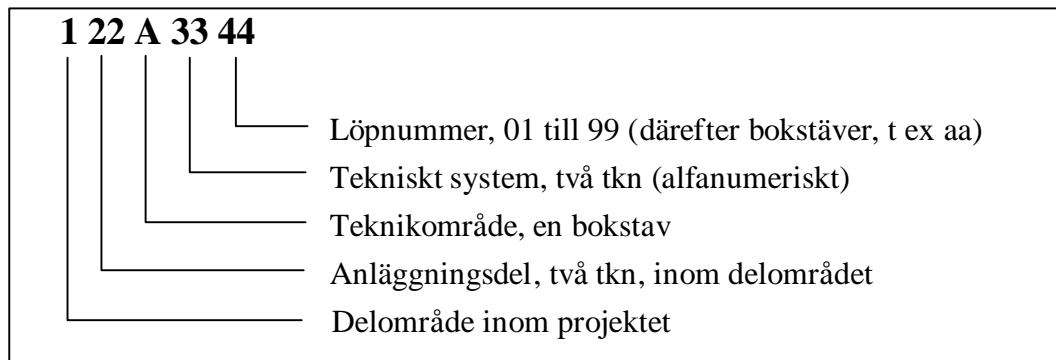 1 22 A 33 44
Löpnummer, 01 till 99 (därefter bokstäver, t ex aa)
Tekniskt system, två tkn (alfanumeriskt)
Teknikområde, en bokstav
Anläggningsdel, två tkn, inom delområdet
Delområde inom projektet